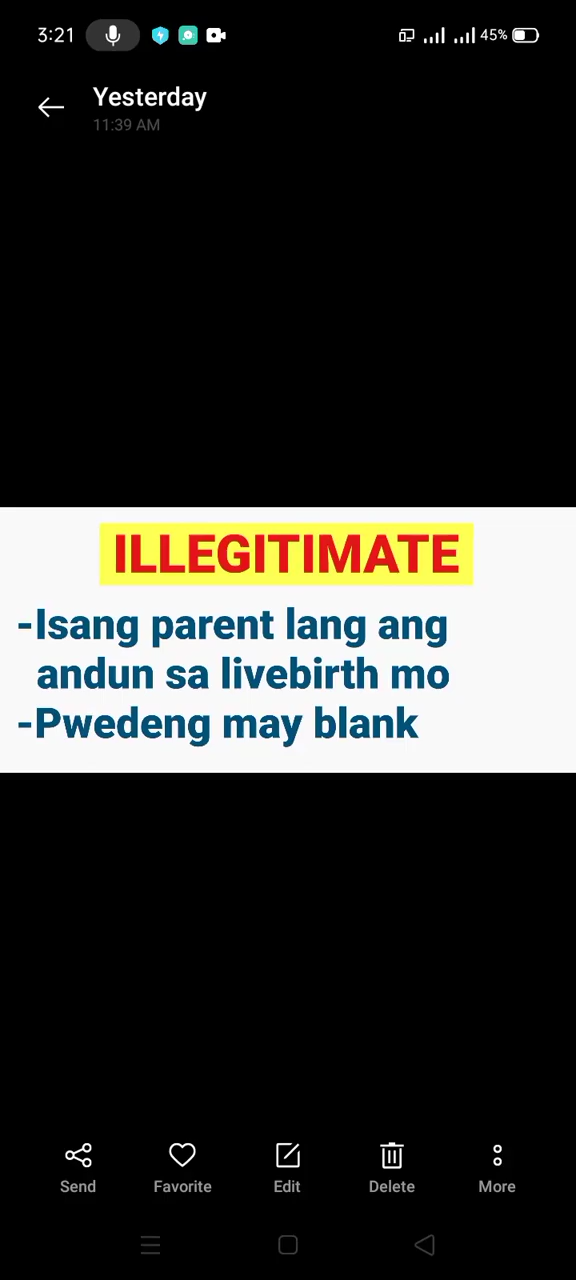 3:21 45%
Yesterday
11:39 AM
ILLEGITIMATE
-Isang parent lang ang
andun sa livebirth mo
-Pwedeng may blank
Send Favorite Edit Delete More